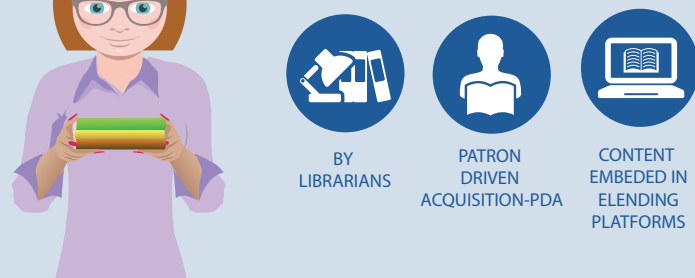 BY
LIBRARIANS
PATRON
DRIVEN
ACQUISITION-PDA
CONTENT
EMBEDED IN
ELENDING
PLATFORMS